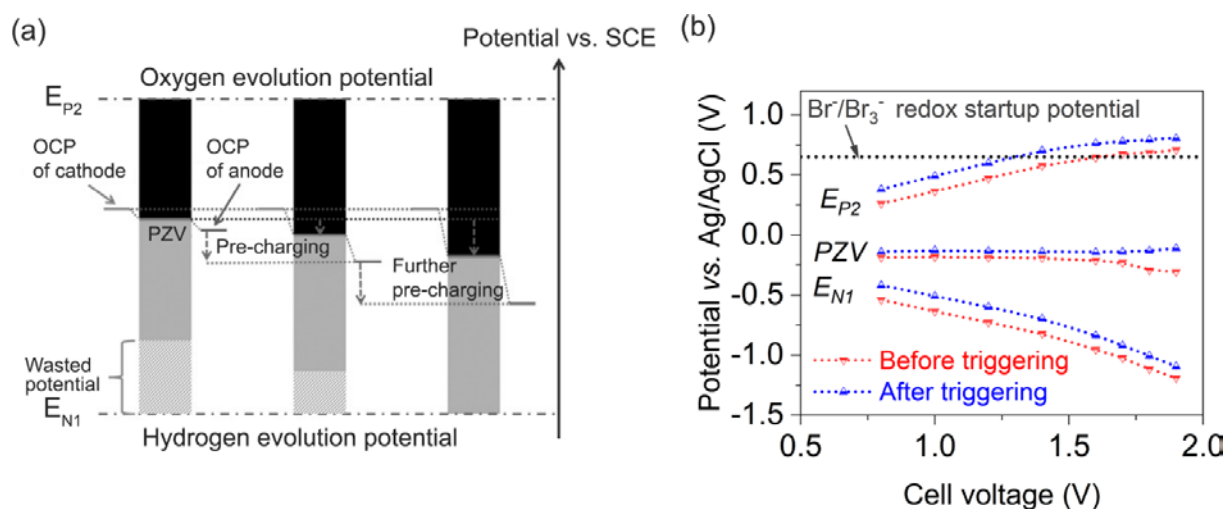 (a)
Potential vs. SCE
Oxygen evolution potential
E_P2
OCP
of cathode
OCP
of anode
PZV
Pre-charging
Further
pre-charging
Wasted
potential
E_N1
Hydrogen evolution potential
(b)
Potential vs. Ag/AgCl (V)
1.0
0.5
0.0
-0.5
-1.0
-1.5
Br⁻/Br₃⁻ redox startup potential
E_P2
PZV
E_N1
Before triggering
After triggering
0.5
1.0
1.5
2.0
Cell voltage (V)